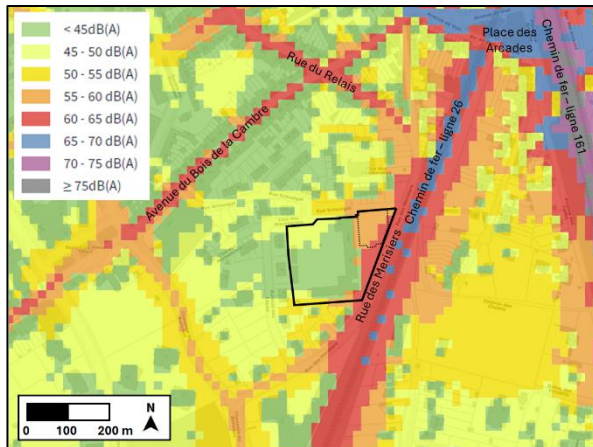 < 45dB(A)
45 - 50 dB(A)
50 - 55 dB(A)
55 - 60 dB(A)
60 - 65 dB(A)
65 - 70 dB(A)
70 - 75 dB(A)
≥ 75dB(A)
Place des
Arcades
Rue du Relais
Avenue du Bois de la Cambre
Chemin de fer – ligne 26
Chemin de fer – ligne 161
Rue des Merisiers
N
0 100 200 m